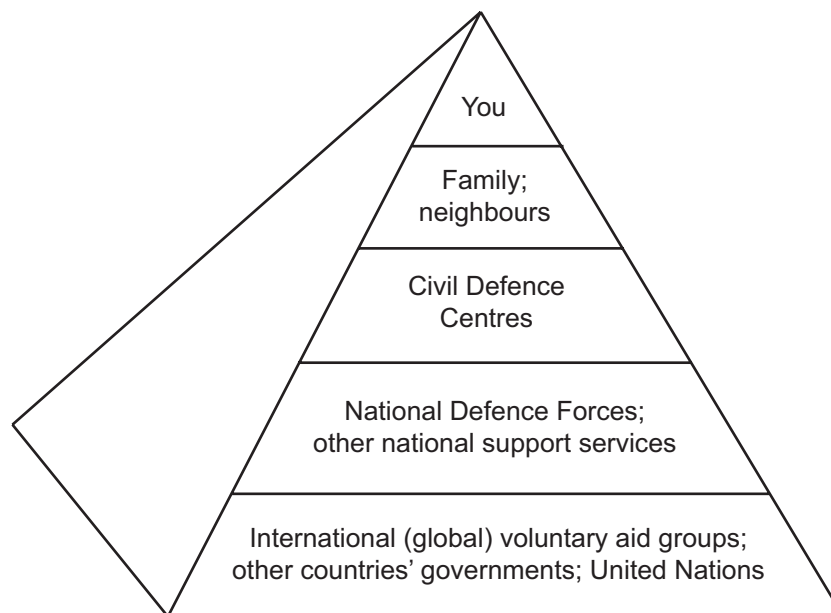 You
Family;
neighbours
Civil Defence
Centres
National Defence Forces;
other national support services
International (global) voluntary aid groups;
other countries’ governments; United Nations